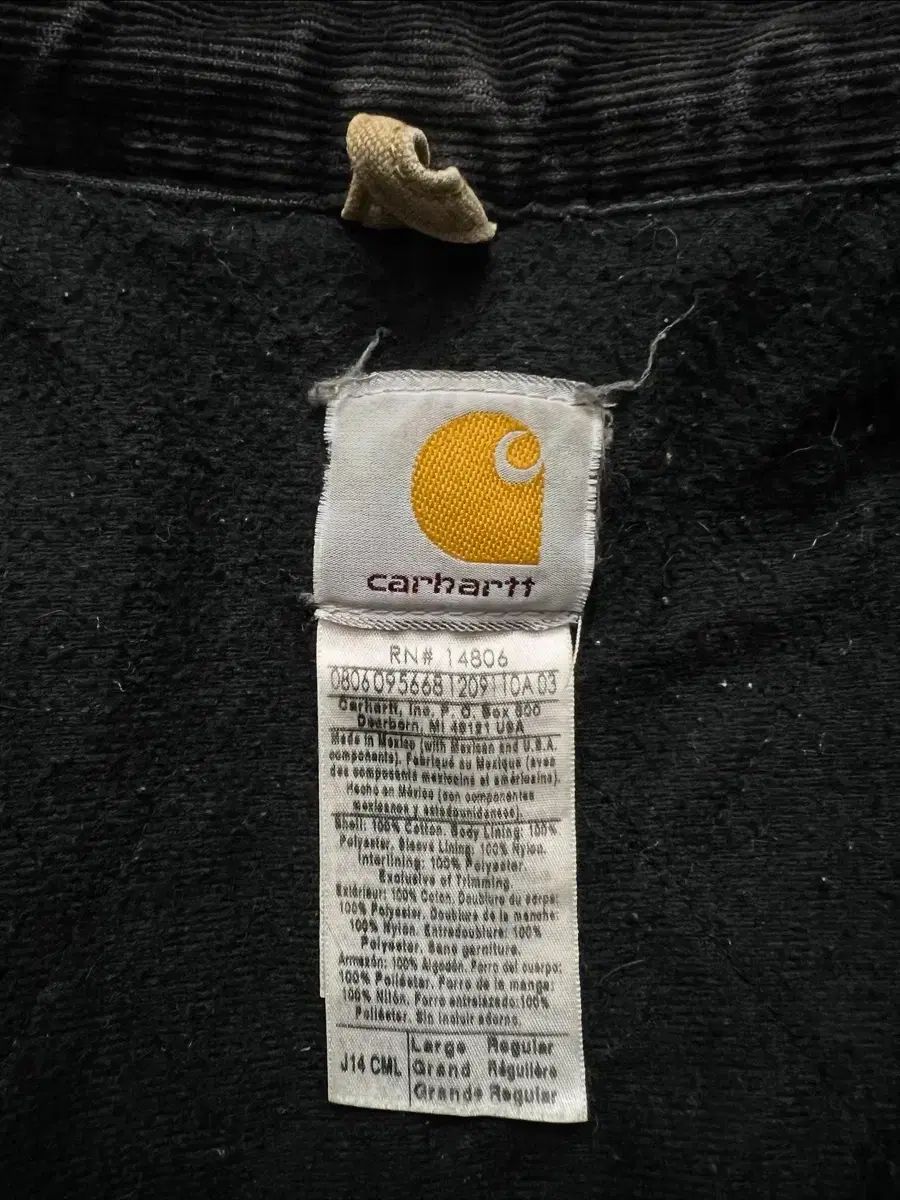 carhartt
RN# 14806
0806095668 120911 0A 03
Carhartt, Inc. P. O. Box 600
Dearborn, MI 48121 USA
Made in Mexico (with Mexican and U.S.A.
components). Fabriqué au Mexique (avec
des composants mexicains et américains).
Hecho en México (con componentes
mexicanos y estadounidenses).
Shell: 100% Cotton. Body Lining: 100%
Polyester, Sleeve Lining: 100% Nylon.
Interlining: 100% Polyester.
Exclusive of Trimming.
Extérieur: 100% Coton. Doublure du corps:
100% Polyester. Doublure de la manche:
100% Nylon. Entredoublure: 100%
Polyester. Sans garniture.
Armazón: 100% Algodón. Forro del cuerpo:
100% Poliéster. Forro de la manga:
100% Nilón. Forro entrelazado:100%
Poliéster. Sin incluir adorno.
J14 CML
Large Regular
Grand Régulière
Grande Regular